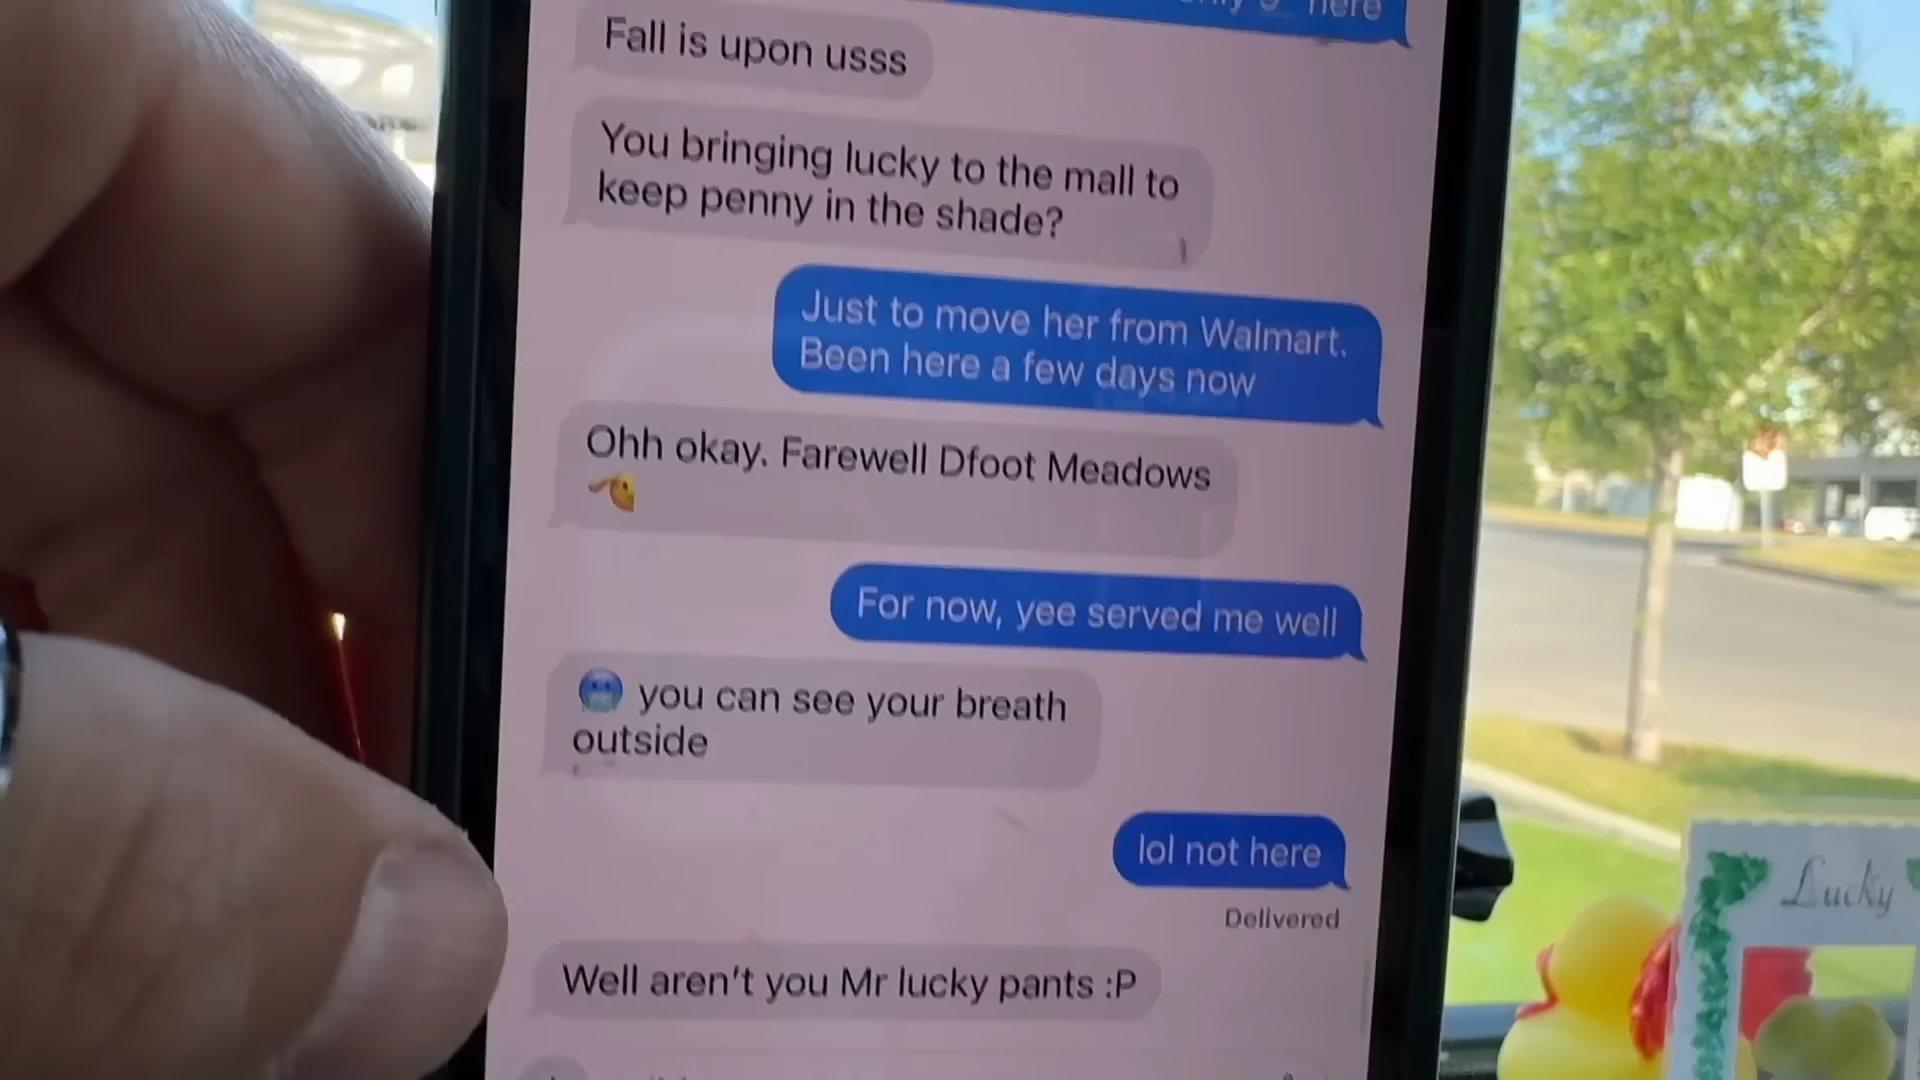 here
Fall is upon usss
You bringing lucky to the mall to
keep penny in the shade?
Just to move her from Walmart.
Been here a few days now
Ohh okay. Farewell Dfoot Meadows
For now, yee served me well
🥶 you can see your breath
outside
lol not here
Delivered
Well aren't you Mr lucky pants :P
Lucky